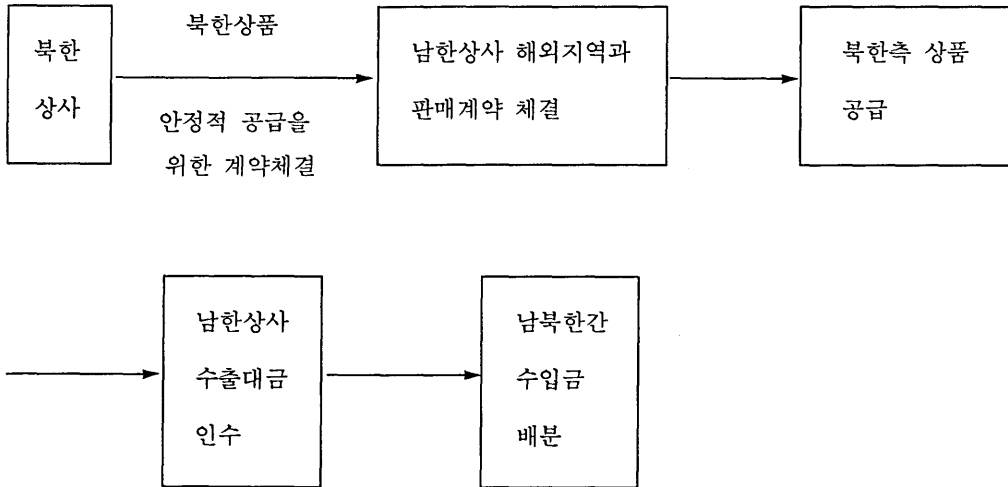 북한
상사
북한상품
안정적 공급을
위한 계약체결
남한상사 해외지역과
판매계약 체결
북한측 상품
공급
남한상사
수출대금
인수
남북한간
수입금
배분